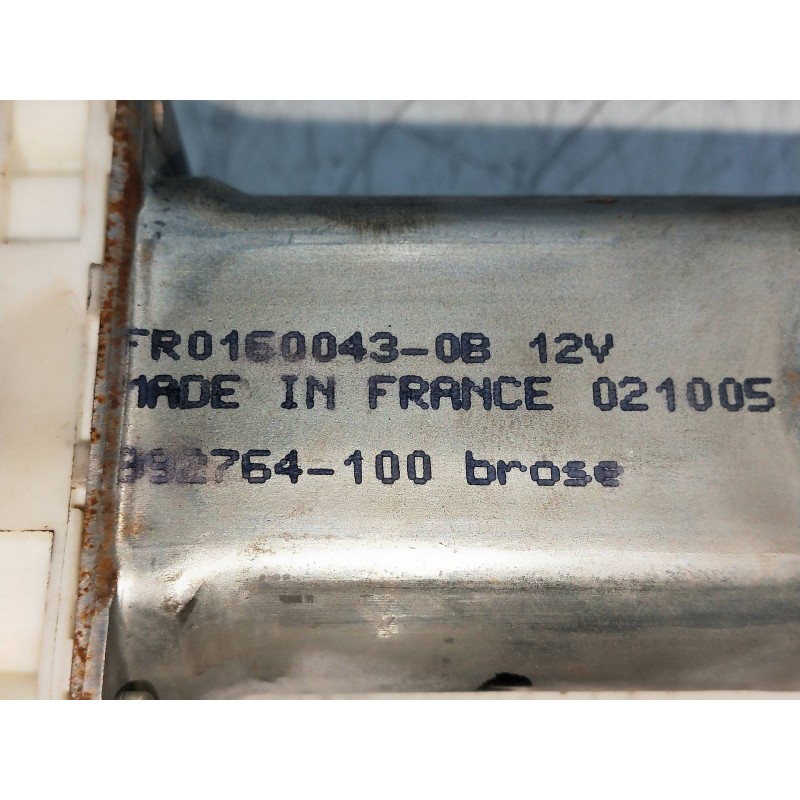 FR0160043-0B 12V
MADE IN FRANCE 021005
992764-100 brose